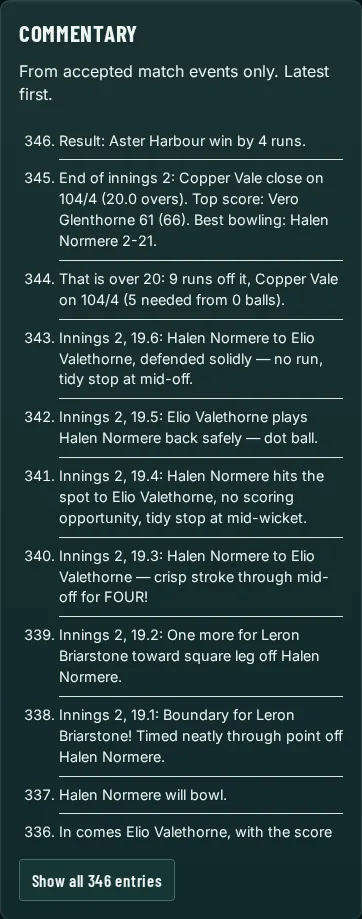 COMMENTARY
From accepted match events only. Latest
first.
346. Result: Aster Harbour win by 4 runs.
345. End of innings 2: Copper Vale close on
104/4 (20.0 overs). Top score: Vero
Glenthorne 61 (66). Best bowling: Halen
Normere 2-21.
344. That is over 20: 9 runs off it, Copper Vale
on 104/4 (5 needed from 0 balls).
343. Innings 2, 19.6: Halen Normere to Elio
Valethorne, defended solidly — no run,
tidy stop at mid-off.
342. Innings 2, 19.5: Elio Valethorne plays
Halen Normere back safely — dot ball.
341. Innings 2, 19.4: Halen Normere hits the
spot to Elio Valethorne, no scoring
opportunity, tidy stop at mid-wicket.
340. Innings 2, 19.3: Halen Normere to Elio
Valethorne — crisp stroke through mid-
off for FOUR!
339. Innings 2, 19.2: One more for Leron
Briarstone toward square leg off Halen
Normere.
338. Innings 2, 19.1: Boundary for Leron
Briarstone! Timed neatly through point off
Halen Normere.
337. Halen Normere will bowl.
336. In comes Elio Valethorne, with the score
Show all 346 entries